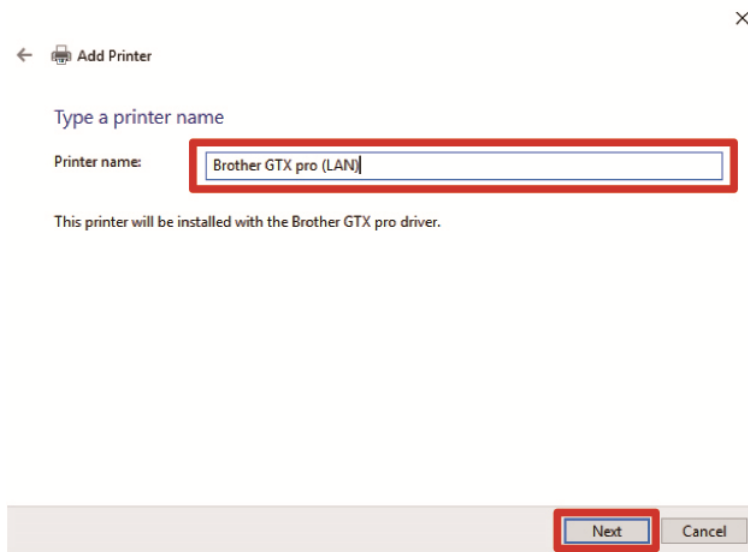 Add Printer
Type a printer name
Printer name: Brother GTX pro (LAN)
This printer will be installed with the Brother GTX pro driver.
Next Cancel